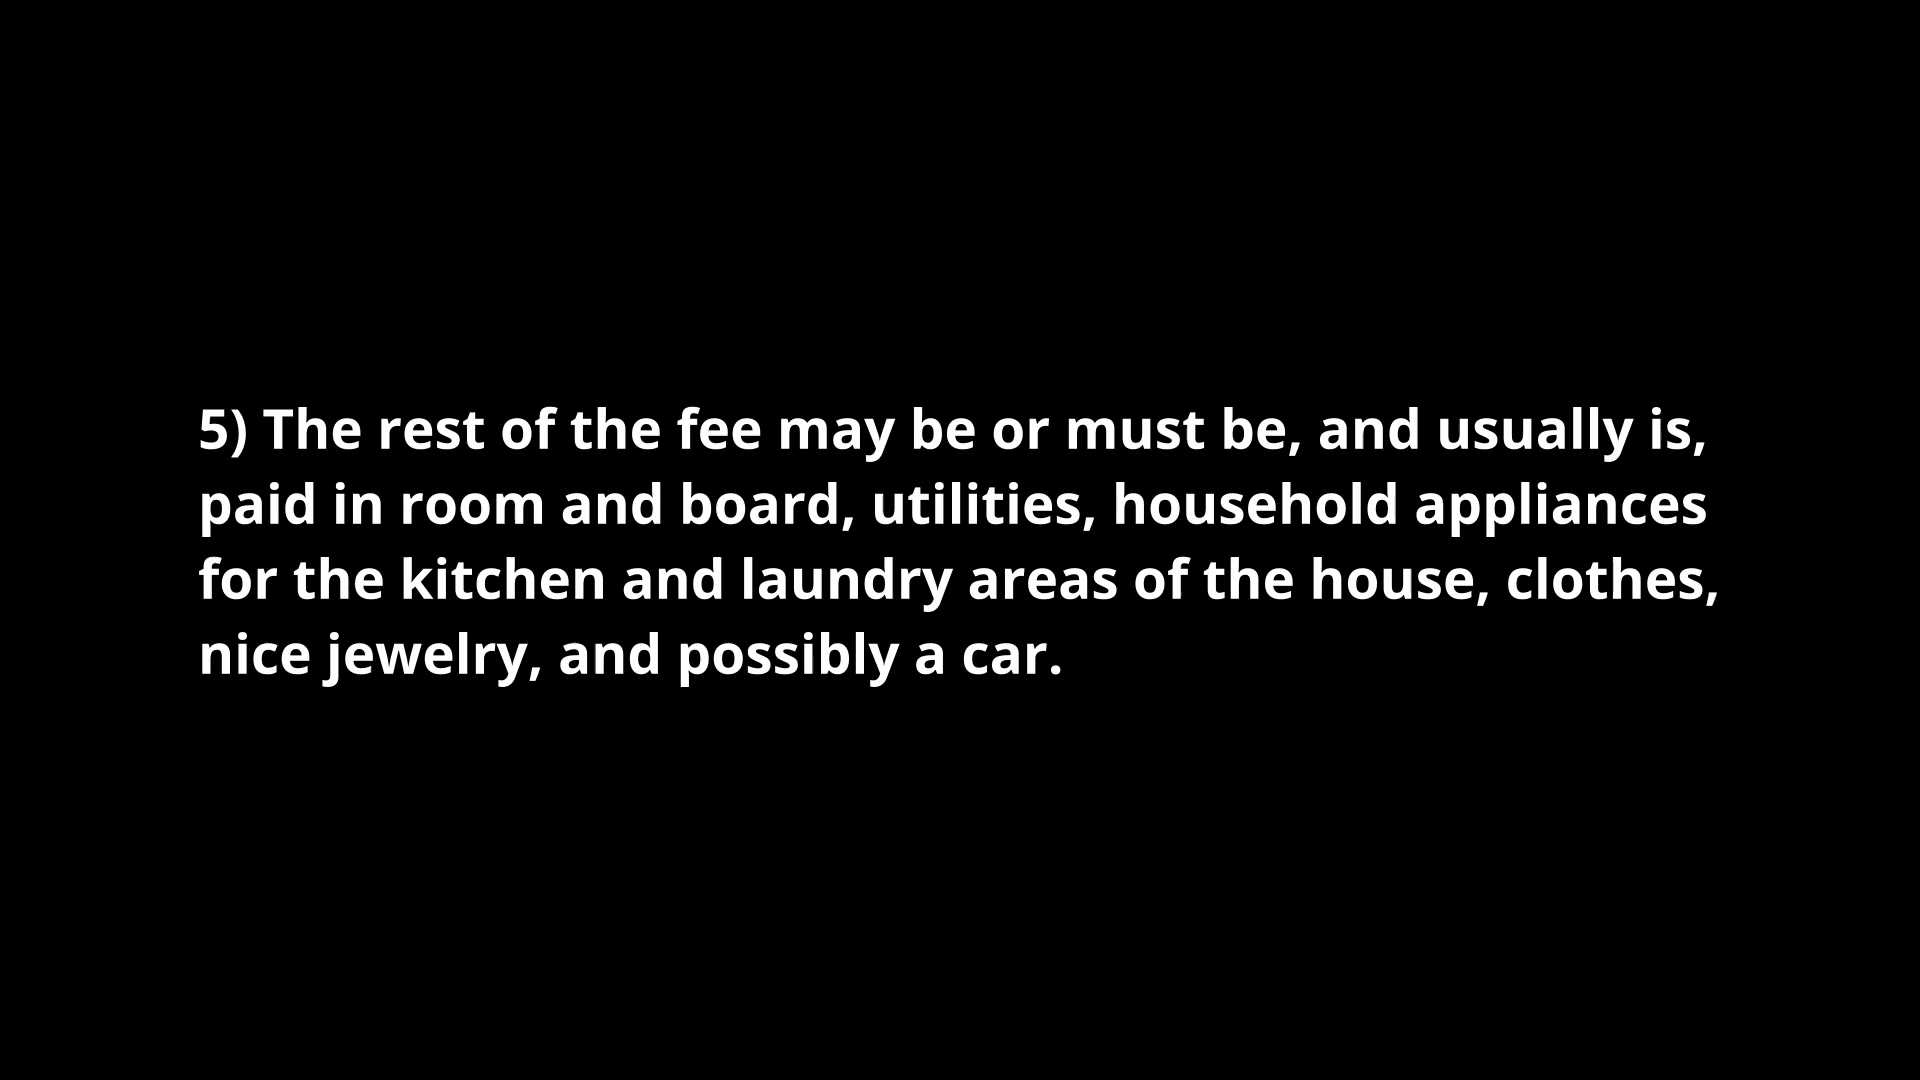 5) The rest of the fee may be or must be, and usually is,
paid in room and board, utilities, household appliances
for the kitchen and laundry areas of the house, clothes,
nice jewelry, and possibly a car.